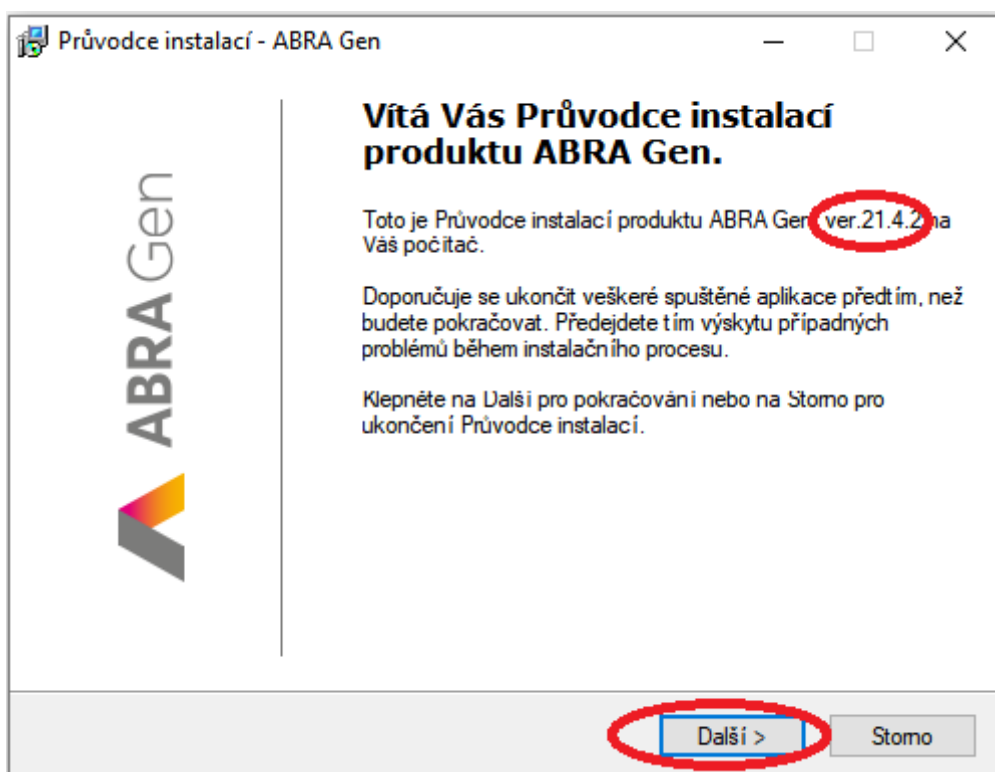 Průvodce instalací - ABRA Gen
Vítá Vás Průvodce instalací
produktu ABRA Gen.
Toto je Průvodce instalací produktu ABRA Gen ver.21.4.2 na
Váš počítač.
Doporučuje se ukončit veškeré spuštěné aplikace předtím, než
budete pokračovat. Předejdete tím výskytu případných
problémů během instalačního procesu.
Klepněte na Další pro pokračování nebo na Storno pro
ukončení Průvodce instalací.
ABRA Gen
Další >
Storno